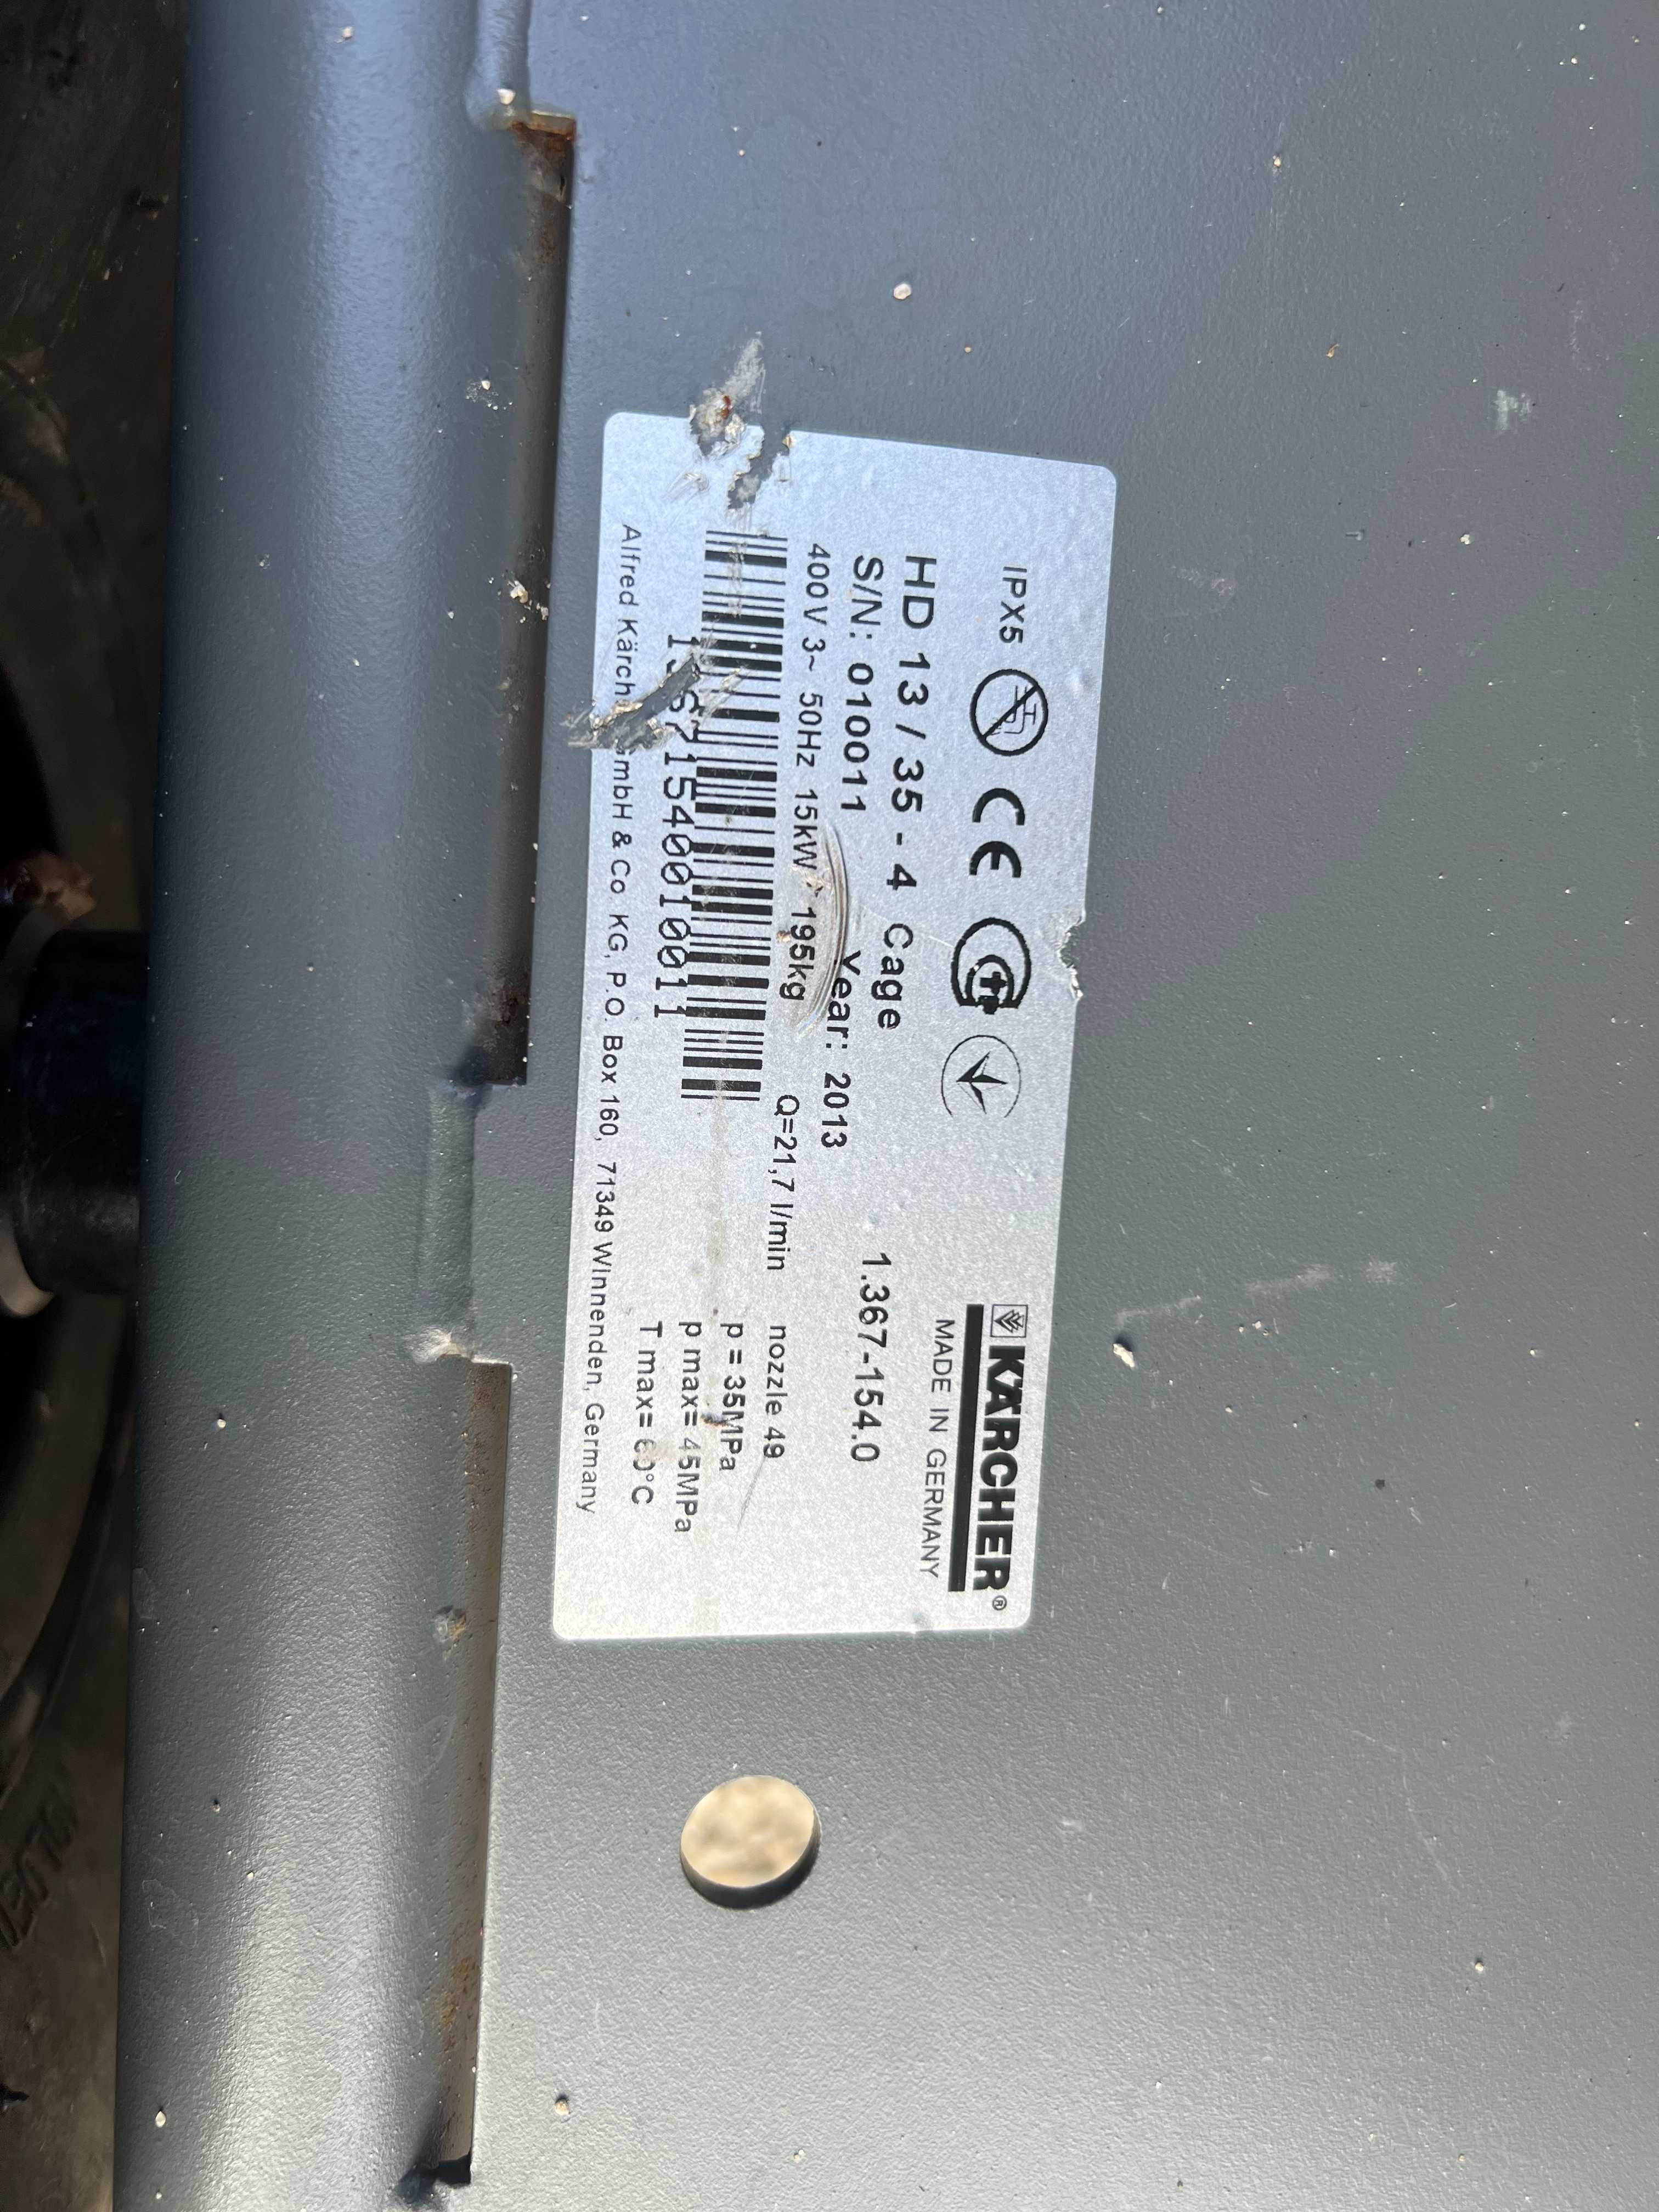 IPX5
KÄRCHER®
MADE IN GERMANY
HD 13 / 35 - 4 Cage
1.367-154.0
S/N: 010011 Year: 2013
400V 3~ 50Hz 15kW 195kg
Q=21,7 l/min nozzle 49
p = 35MPa
p max= 45MPa
T max= °C
& Co KG, P.O. Box 160, 71349 Winnenden, Germany
Alfred